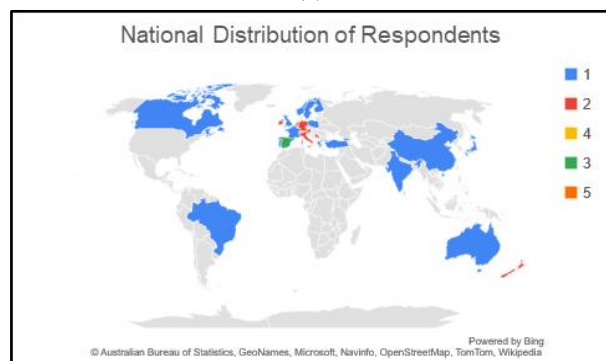 National Distribution of Respondents
1
2
4
3
5
Powered by Bing
© Australian Bureau of Statistics, GeoNames, Microsoft, Navinfo, OpenStreetMap, TomTom, Wikipedia